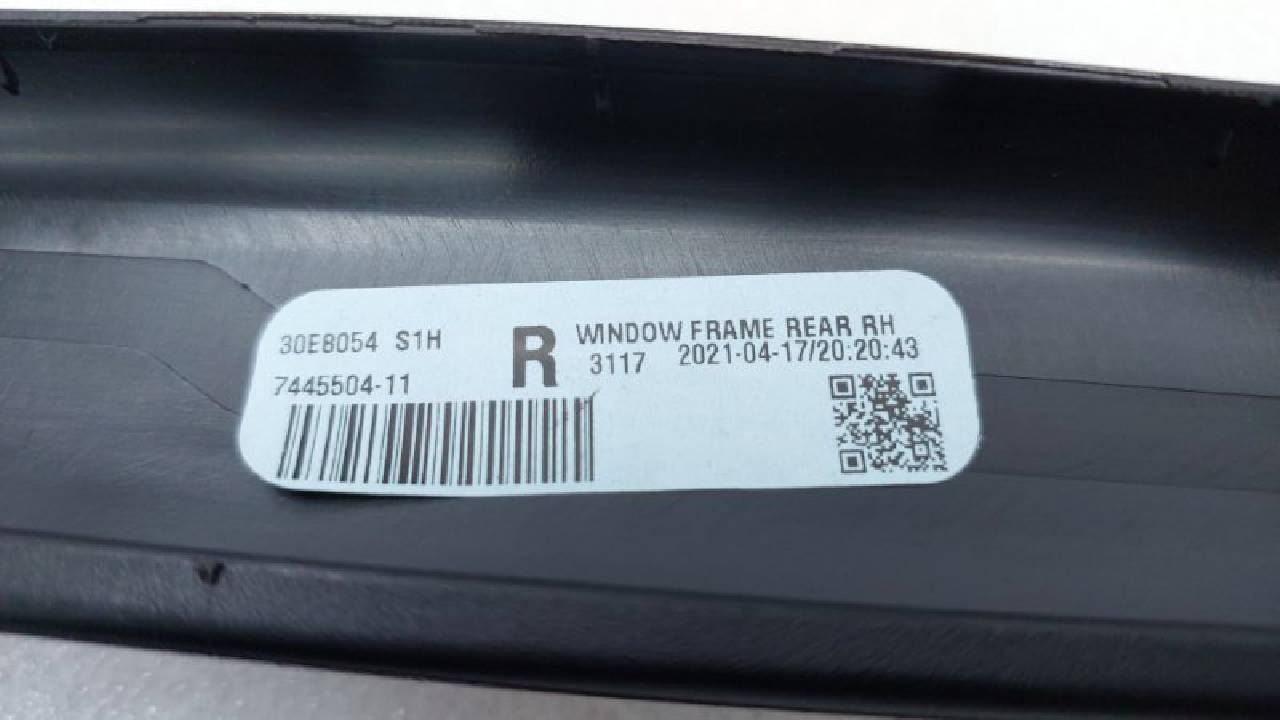 30E8054 S1H
7445504-11
R
WINDOW FRAME REAR RH
3117 2021-04-17/20:20:43